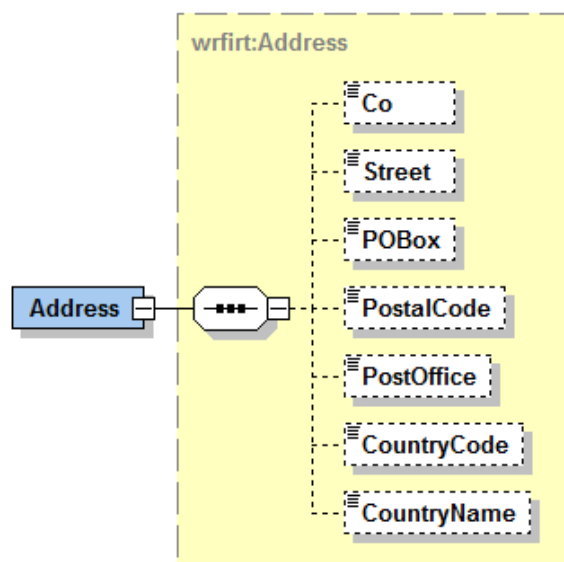 wrfirt:Address
Co
Street
POBox
Address
PostalCode
PostOffice
CountryCode
CountryName